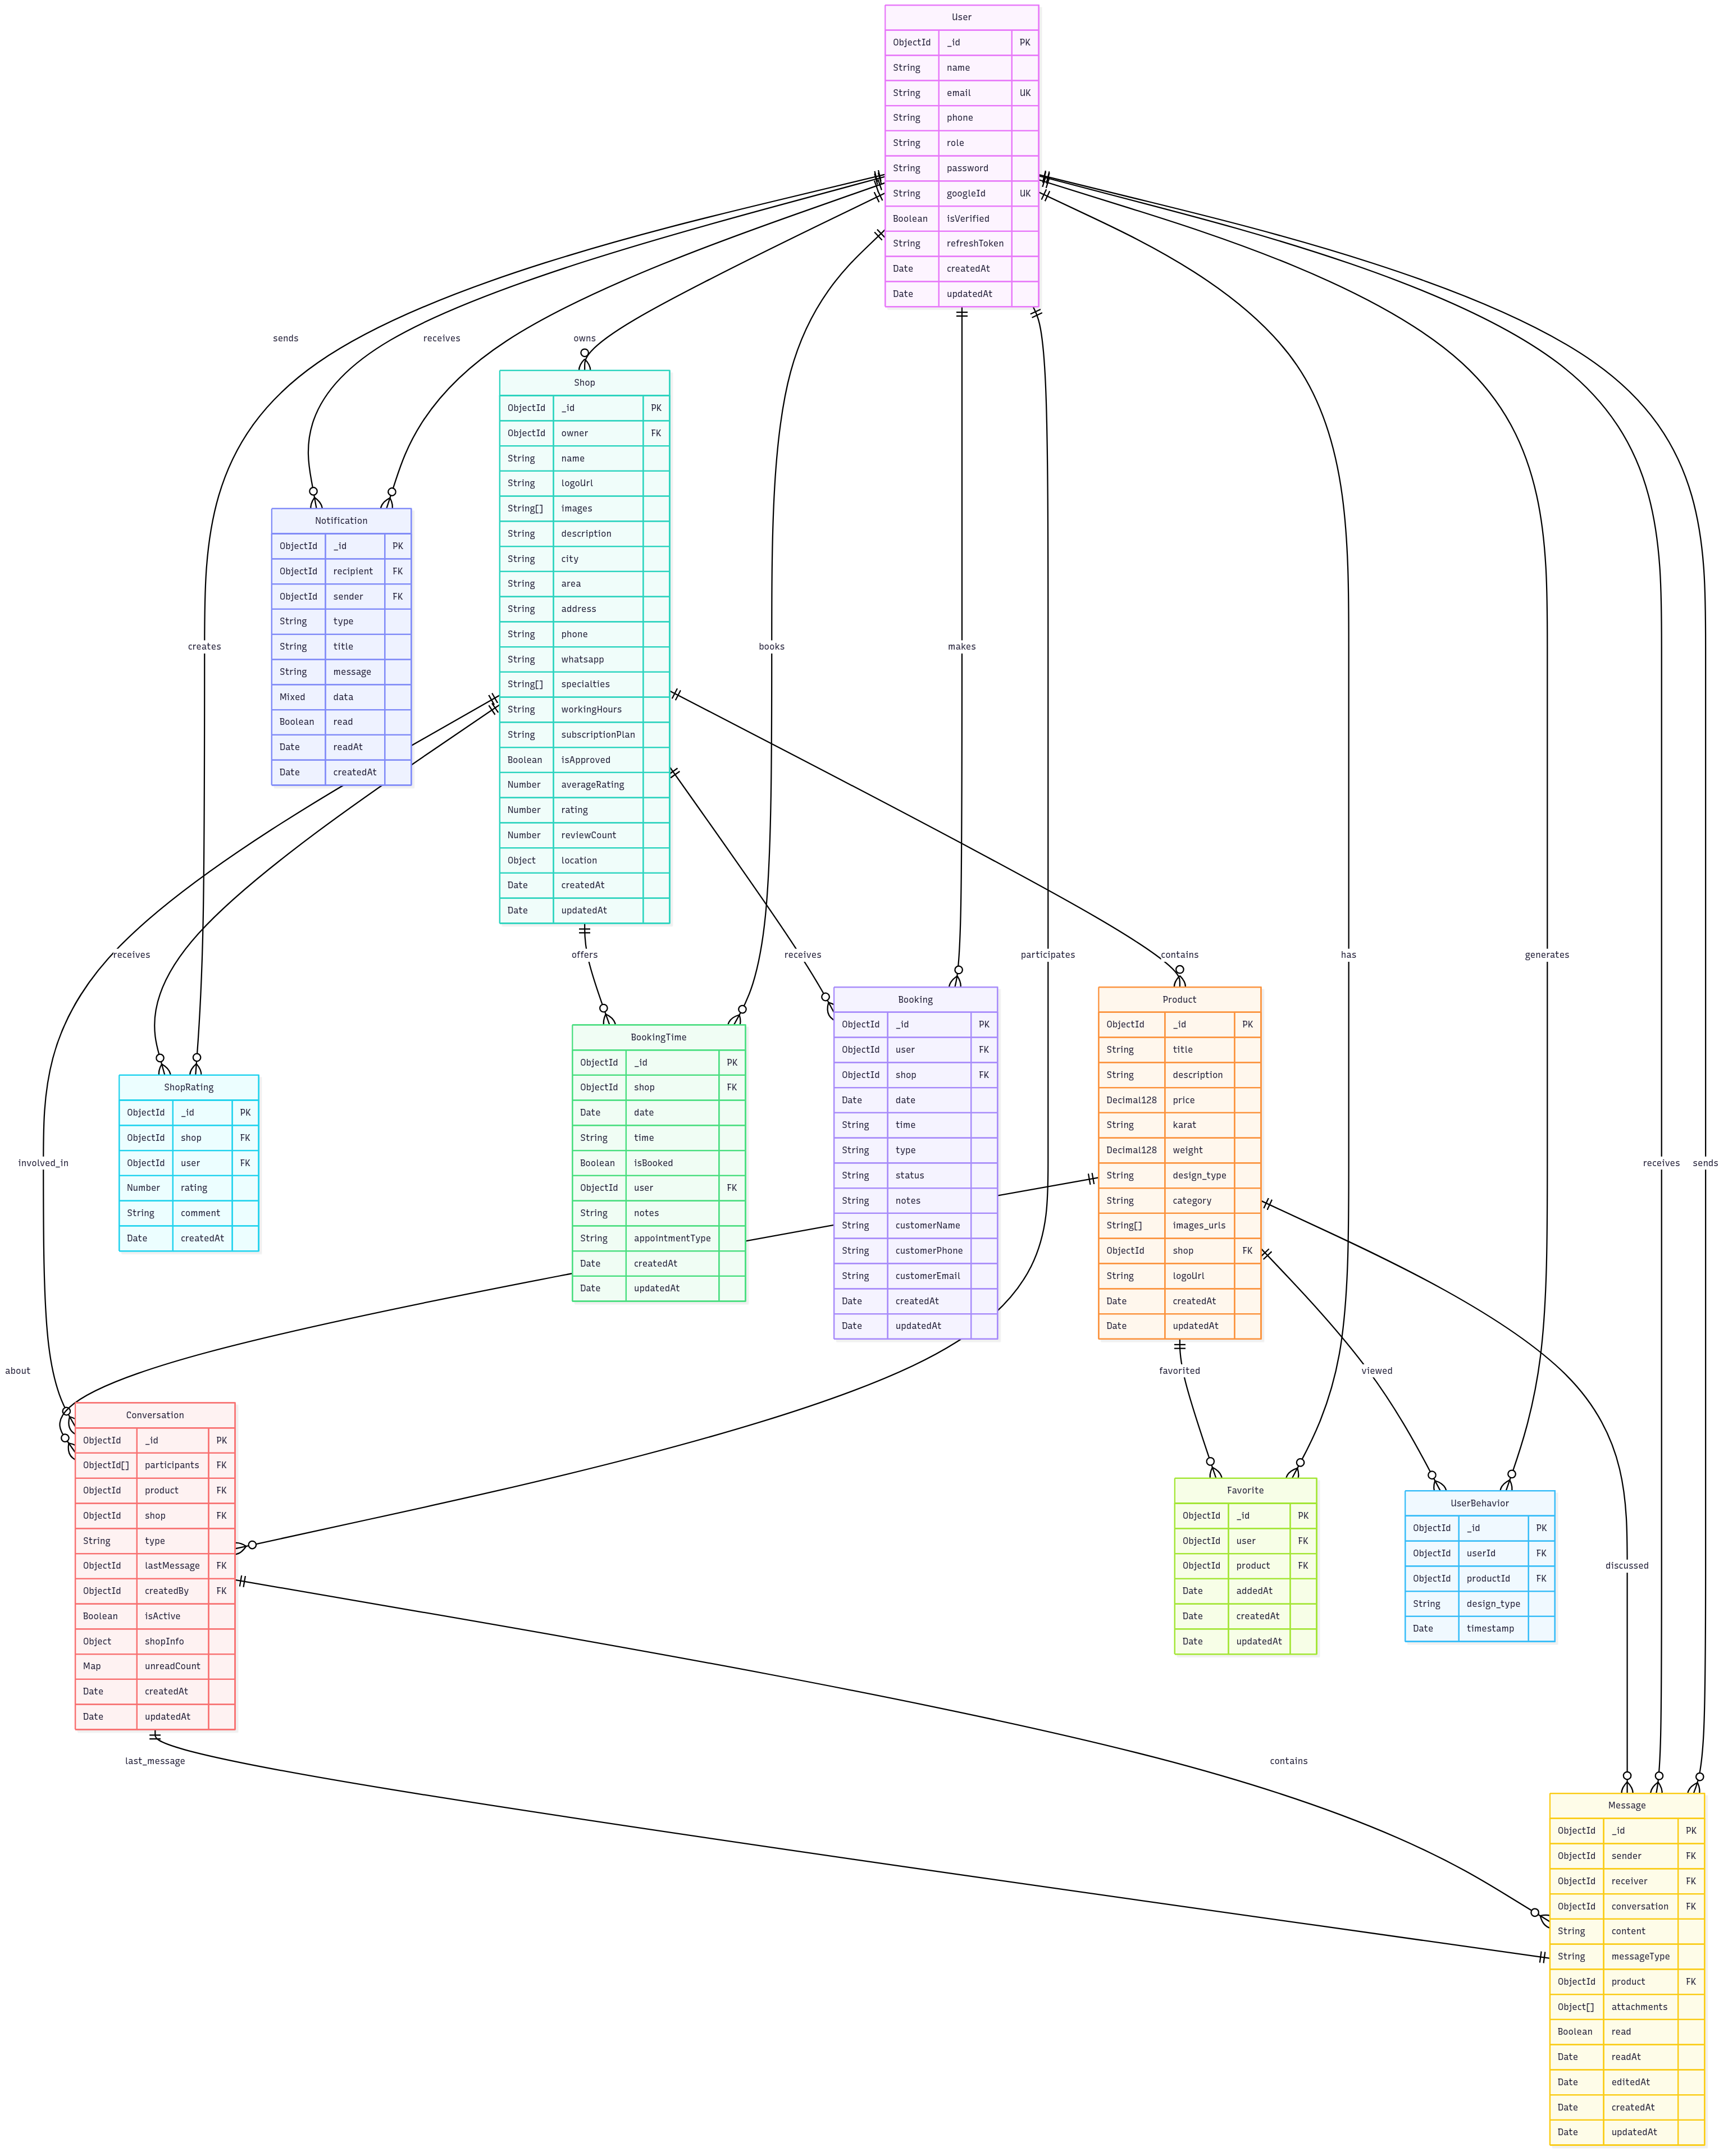 User
ObjectId _id PK
String name
String email UK
String phone
String role
String password
String googleId UK
Boolean isVerified
String refreshToken
Date createdAt
Date updatedAt
sends
receives
owns
Shop
ObjectId _id PK
ObjectId owner FK
String name
String logoUrl
String[] images
String description
String city
String area
String address
String phone
String whatsapp
String[] specialties
String workingHours
String subscriptionPlan
Boolean isApproved
Number averageRating
Number rating
Number reviewCount
Object location
Date createdAt
Date updatedAt
Notification
ObjectId _id PK
ObjectId recipient FK
ObjectId sender FK
String type
String title
String message
Mixed data
Boolean read
Date readAt
Date createdAt
creates
books
makes
receives
offers
receives
participates
contains
has
generates
Booking
ObjectId _id PK
ObjectId user FK
ObjectId shop FK
Date date
String time
String type
String status
String notes
String customerName
String customerPhone
String customerEmail
Date createdAt
Date updatedAt
Product
ObjectId _id PK
String title
String description
Decimal128 price
String karat
Decimal128 weight
String design_type
String category
String[] images_urls
ObjectId shop FK
String logoUrl
Date createdAt
Date updatedAt
BookingTime
ObjectId _id PK
ObjectId shop FK
Date date
String time
Boolean isBooked
ObjectId user FK
String notes
String appointmentType
Date createdAt
Date updatedAt
ShopRating
ObjectId _id PK
ObjectId shop FK
ObjectId user FK
Number rating
String comment
Date createdAt
involved_in
receives
sends
about
favorited
viewed
Conversation
ObjectId _id PK
ObjectId[] participants FK
ObjectId product FK
ObjectId shop FK
String type
ObjectId lastMessage FK
ObjectId createdBy FK
Boolean isActive
Object shopInfo
Map unreadCount
Date createdAt
Date updatedAt
Favorite
ObjectId _id PK
ObjectId user FK
ObjectId product FK
Date addedAt
Date createdAt
Date updatedAt
UserBehavior
ObjectId _id PK
ObjectId userId FK
ObjectId productId FK
String design_type
Date timestamp
discussed
last_message
contains
Message
ObjectId _id PK
ObjectId sender FK
ObjectId receiver FK
ObjectId conversation FK
String content
String messageType
ObjectId product FK
Object[] attachments
Boolean read
Date readAt
Date editedAt
Date createdAt
Date updatedAt